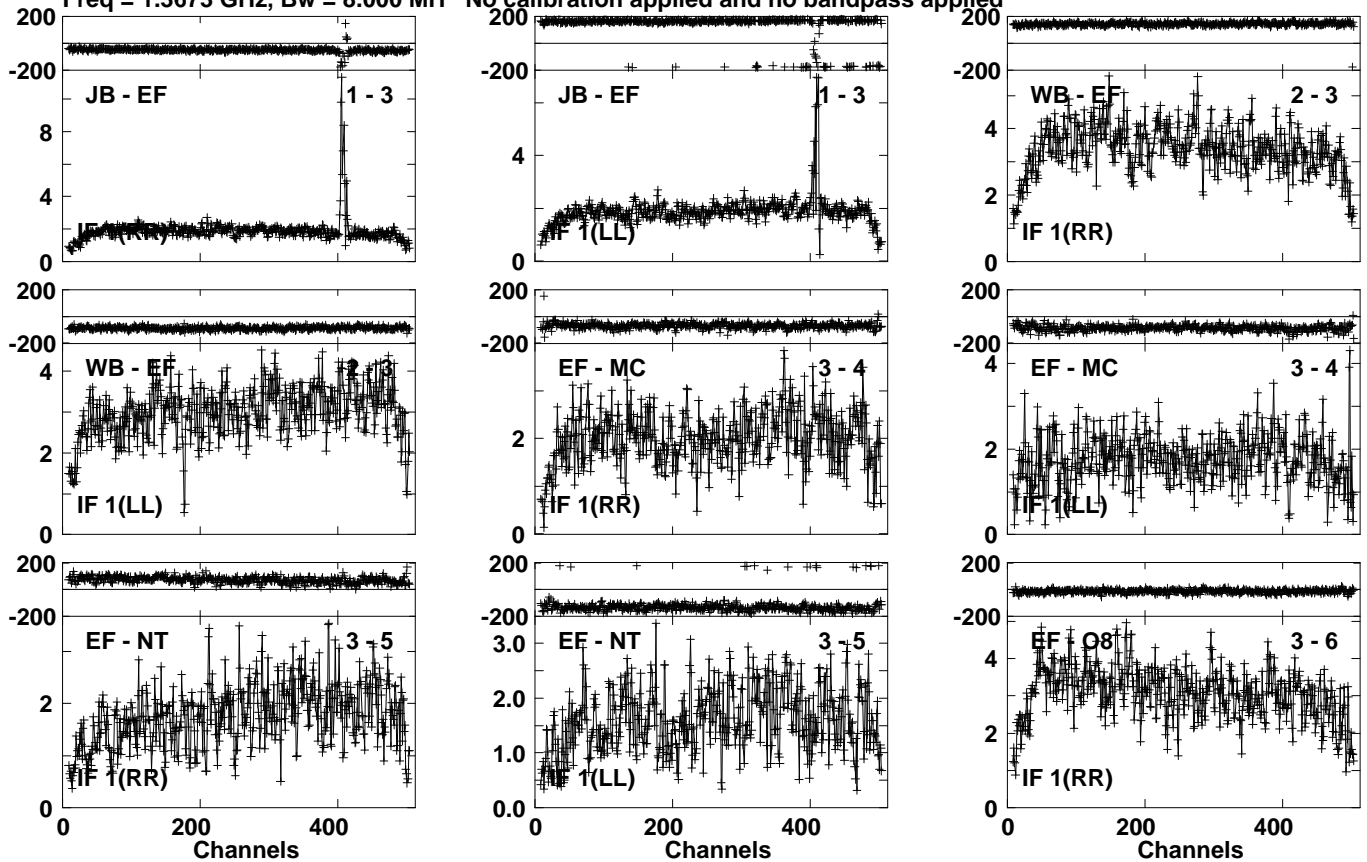 Freq = 1.5675 GHz, Bw = 8.000 MH No calibration applied and no bandpass applied
200 200 200
-200 -200 -200
JB - EF 1 - 3 JB - EF 1 - 3 WB - EF 2 - 3
8 4 4
4 2
IF 1(RR) IF 1(LL) IF 1(RR)
0 0 0
200 200 200
-200 -200 -200
WB - EF 2 - 3 EF - MC 3 - 4 EF - MC 3 - 4
4 4
2 2 2
IF 1(LL) IF 1(RR) IF 1(LL)
0 0 0
200 200 200
-200 -200 -200
EF - NT 3 - 5 EF - NT 3 - 5 EF - O8 3 - 6
3.0 4
2 2.0
1.0 2
IF 1(RR) IF 1(LL) IF 1(RR)
0 0.0 0
0 200 400 0 200 400 0 200 400
Channels Channels Channels